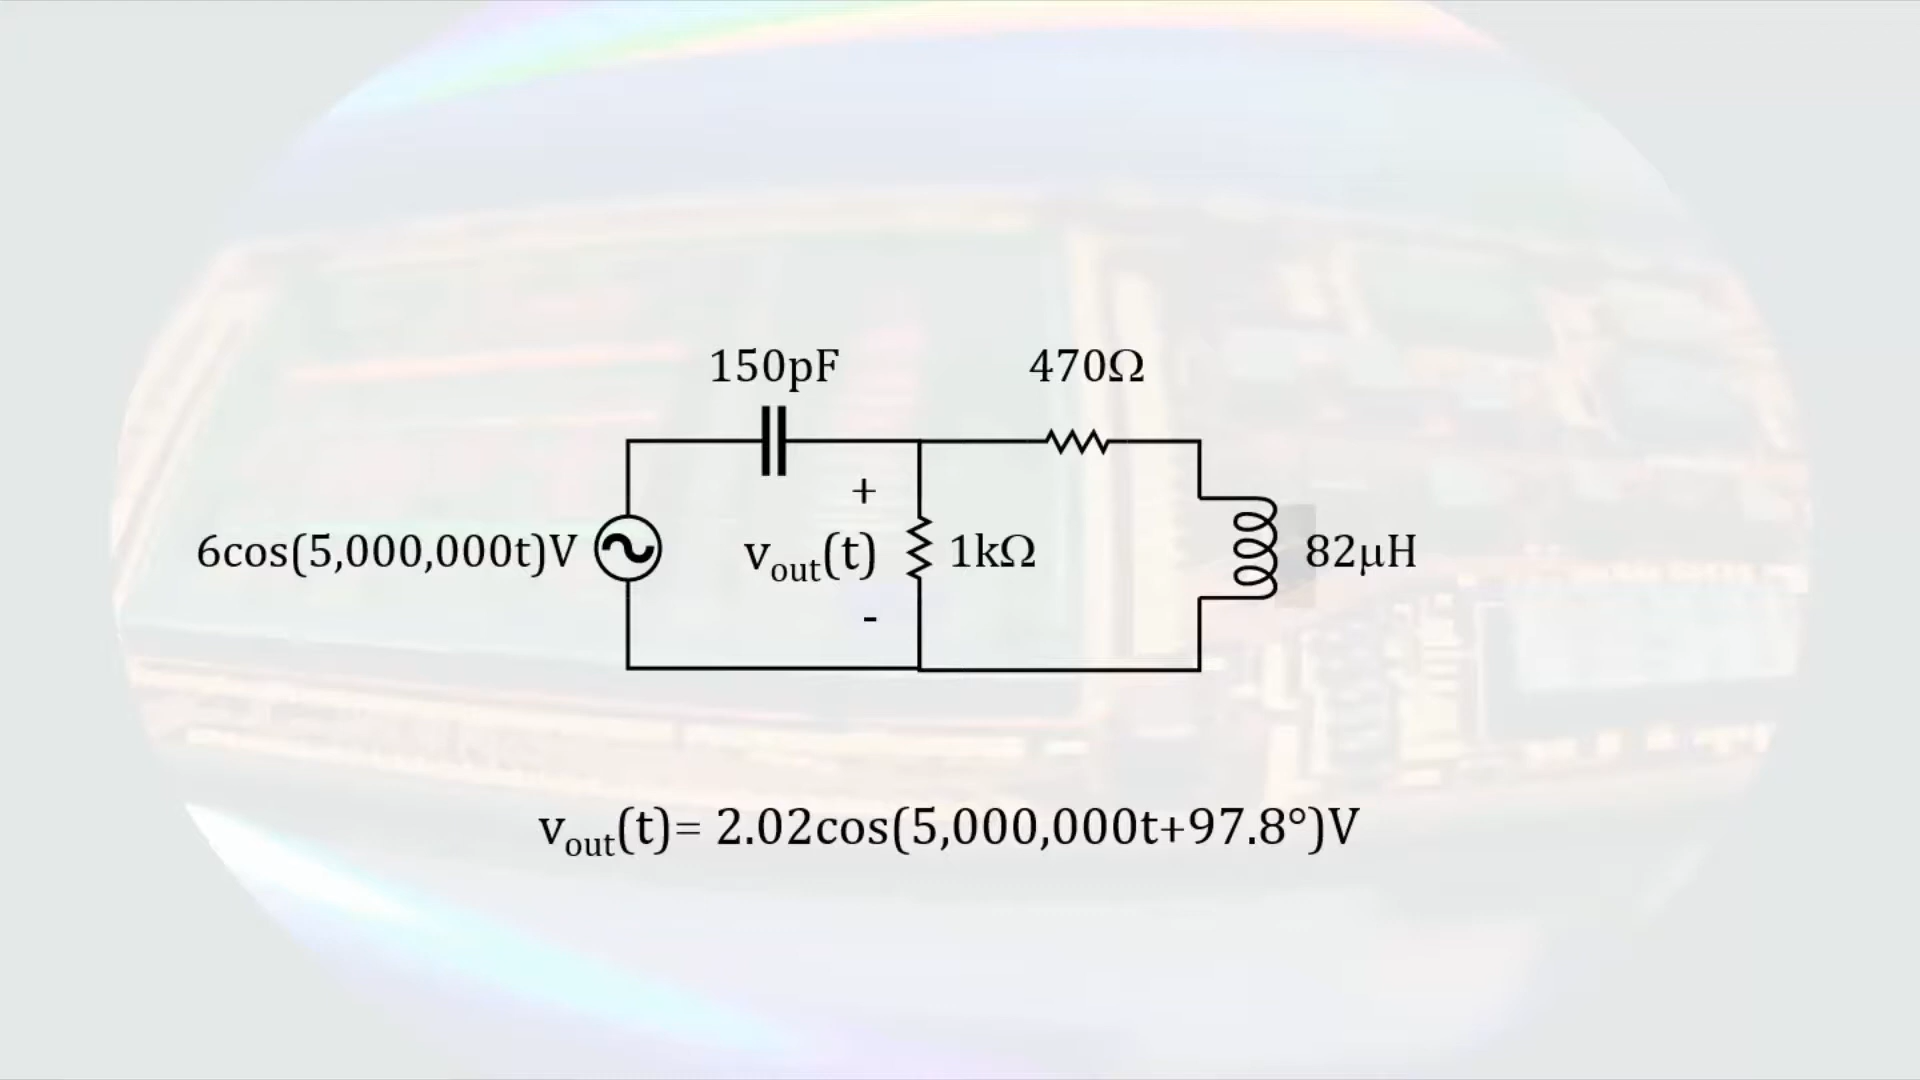 150pF
470Ω
+
6cos(5,000,000t)V
vout(t)
1kΩ
82μH
-
vout(t)= 2.02cos(5,000,000t+97.8°)V